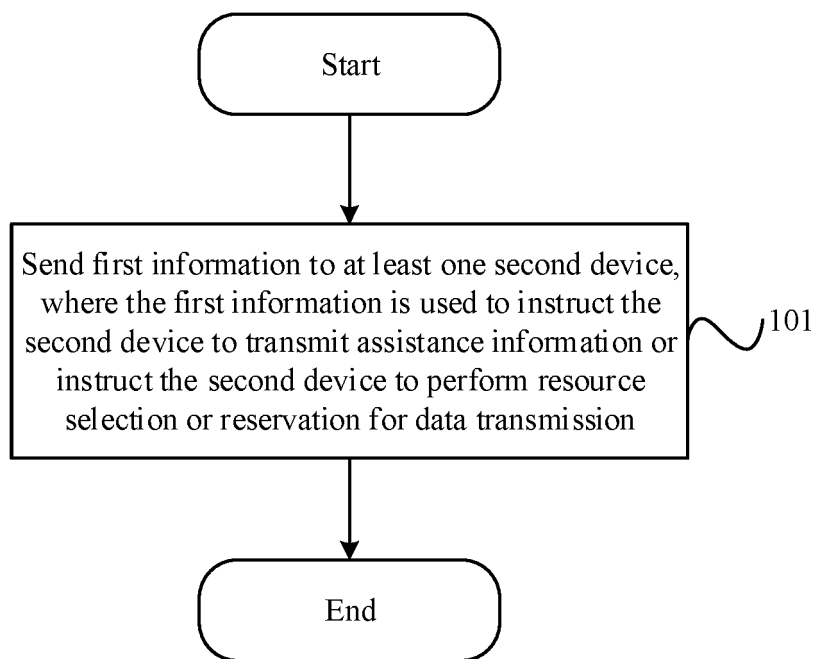 Start
Send first information to at least one second device,
where the first information is used to instruct the
second device to transmit assistance information or
instruct the second device to perform resource
selection or reservation for data transmission
101
End